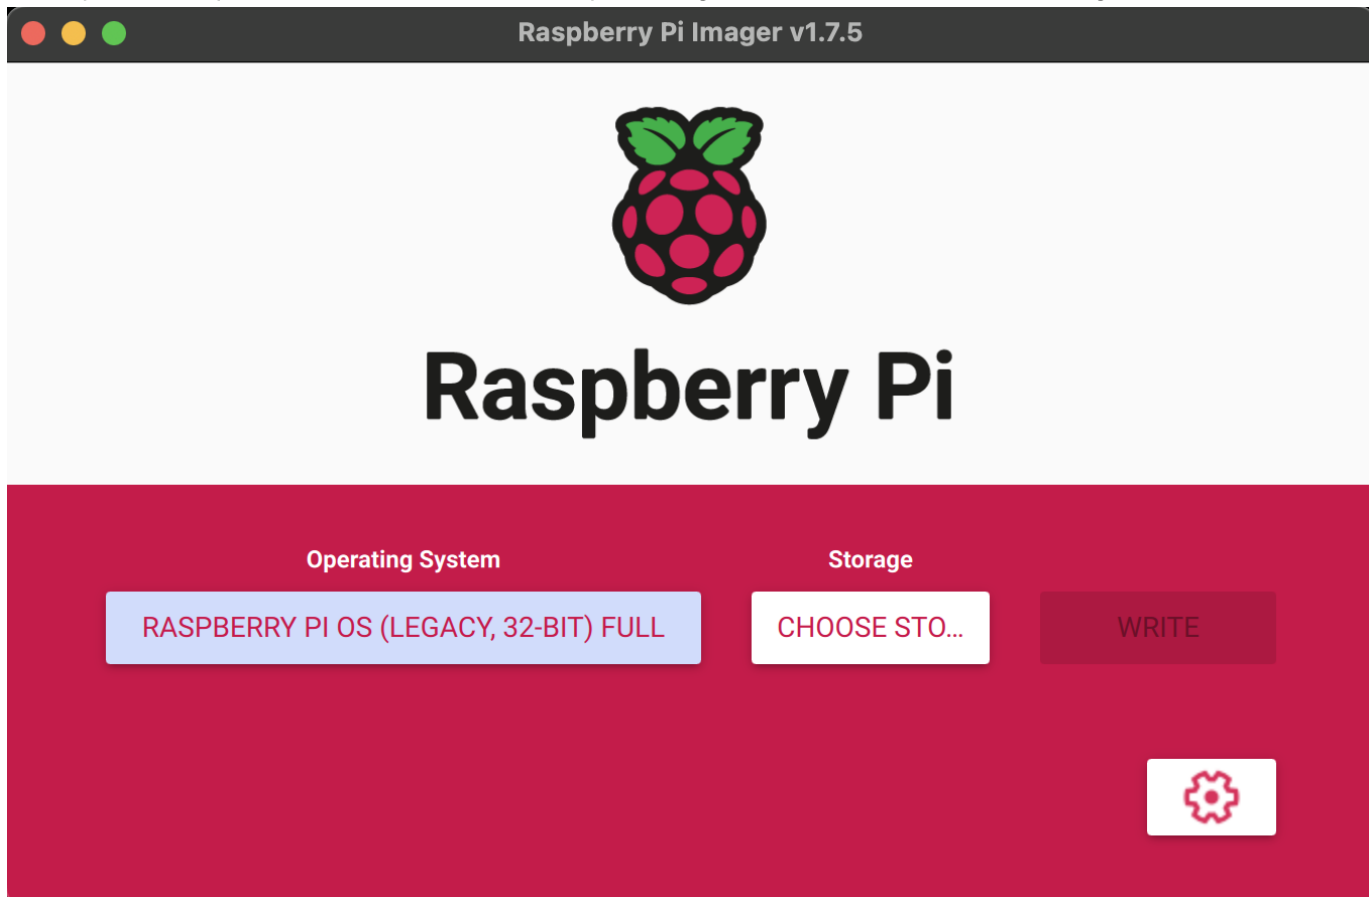 Raspberry Pi Imager v1.7.5
Raspberry Pi
Operating System
Storage
RASPBERRY PI OS (LEGACY, 32-BIT) FULL
CHOOSE STO...
WRITE